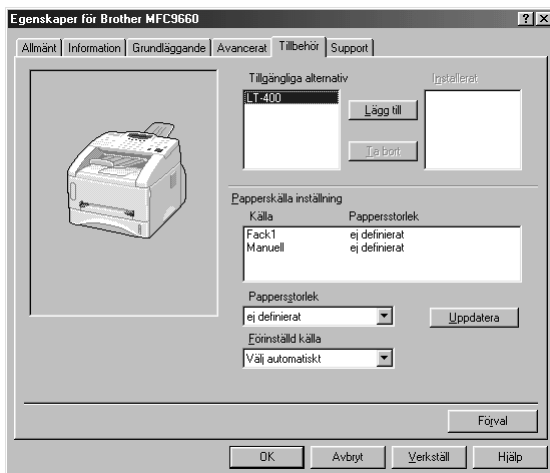 Egenskaper för Brother MFC9660
Allmänt Information Grundläggande Avancerat Tillbehör Support
Tillgängliga alternativ Installerat
LT-400
Lägg till
Ta bort
Papperskälla inställning
Källa Pappersstorlek
Fack1 ej definierat
Manuell ej definierat
Pappersstorlek
ej definierat Uppdatera
Förinställd källa
Välj automatiskt
Förval
OK Avbryt Verkställ Hjälp